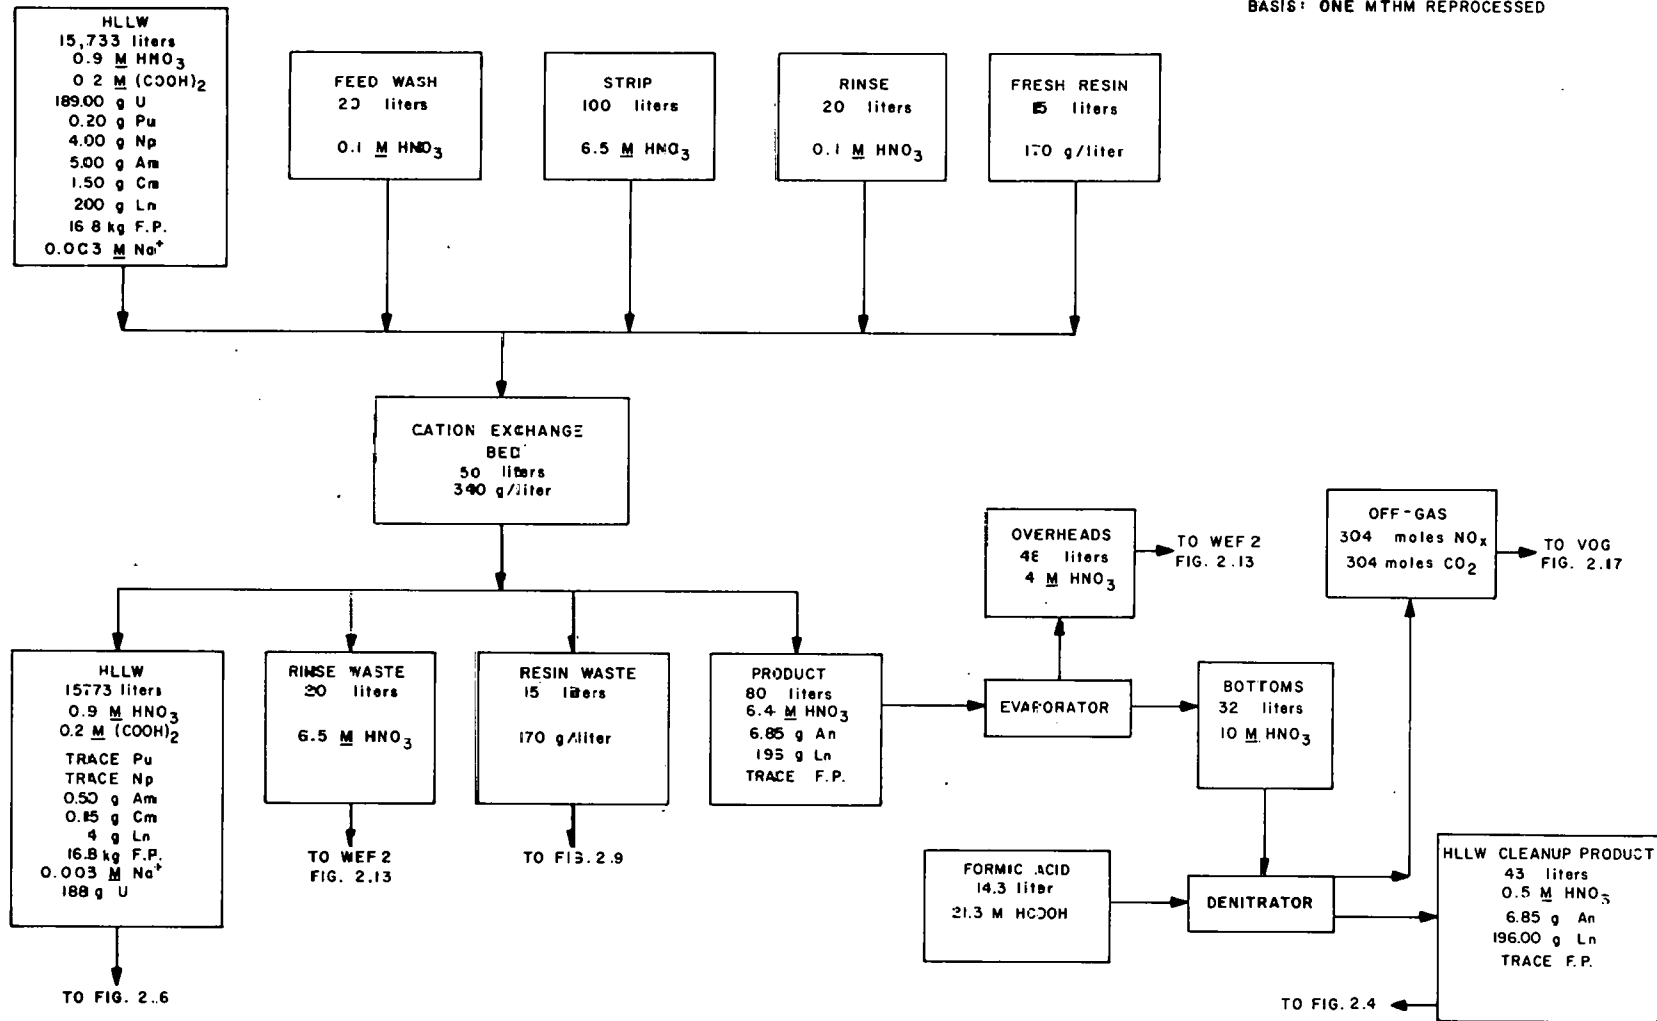 BASIS: ONE MTHM REPROCESSED
HLLW
15,733 liters
0.9 M HNO3
0.2 M (COOH)2
189.00 g U
0.20 g Pu
4.00 g Np
5.00 g Am
1.50 g Cm
200 g Ln
16.8 kg F.P.
0.003 M Na+
FEED WASH
20 liters
0.1 M HNO3
STRIP
100 liters
6.5 M HNO3
RINSE
20 liters
0.1 M HNO3
FRESH RESIN
15 liters
170 g/liter
CATION EXCHANGE
BED
50 liters
340 g/liter
HLLW
15773 liters
0.9 M HNO3
0.2 M (COOH)2
TRACE Pu
TRACE Np
0.50 g Am
0.15 g Cm
4 g Ln
16.8 kg F.P.
0.003 M Na+
188 g U
TO FIG. 2.6
RINSE WASTE
20 liters
6.5 M HNO3
TO WEF 2
FIG. 2.13
RESIN WASTE
15 liters
170 g/liter
TO FIG. 2.9
PRODUCT
80 liters
6.4 M HNO3
6.85 g An
196 g Ln
TRACE F.P.
EVAPORATOR
OVERHEADS
48 liters
4 M HNO3
TO WEF 2
FIG. 2.13
BOTTOMS
32 liters
10 M HNO3
OFF-GAS
304 moles NOx
304 moles CO2
TO VOG
FIG. 2.17
FORMIC ACID
14.3 liter
21.3 M HCOOH
DENITRATOR
HLLW CLEANUP PRODUCT
43 liters
0.5 M HNO3
6.85 g An
196.00 g Ln
TRACE F.P.
TO FIG. 2.4